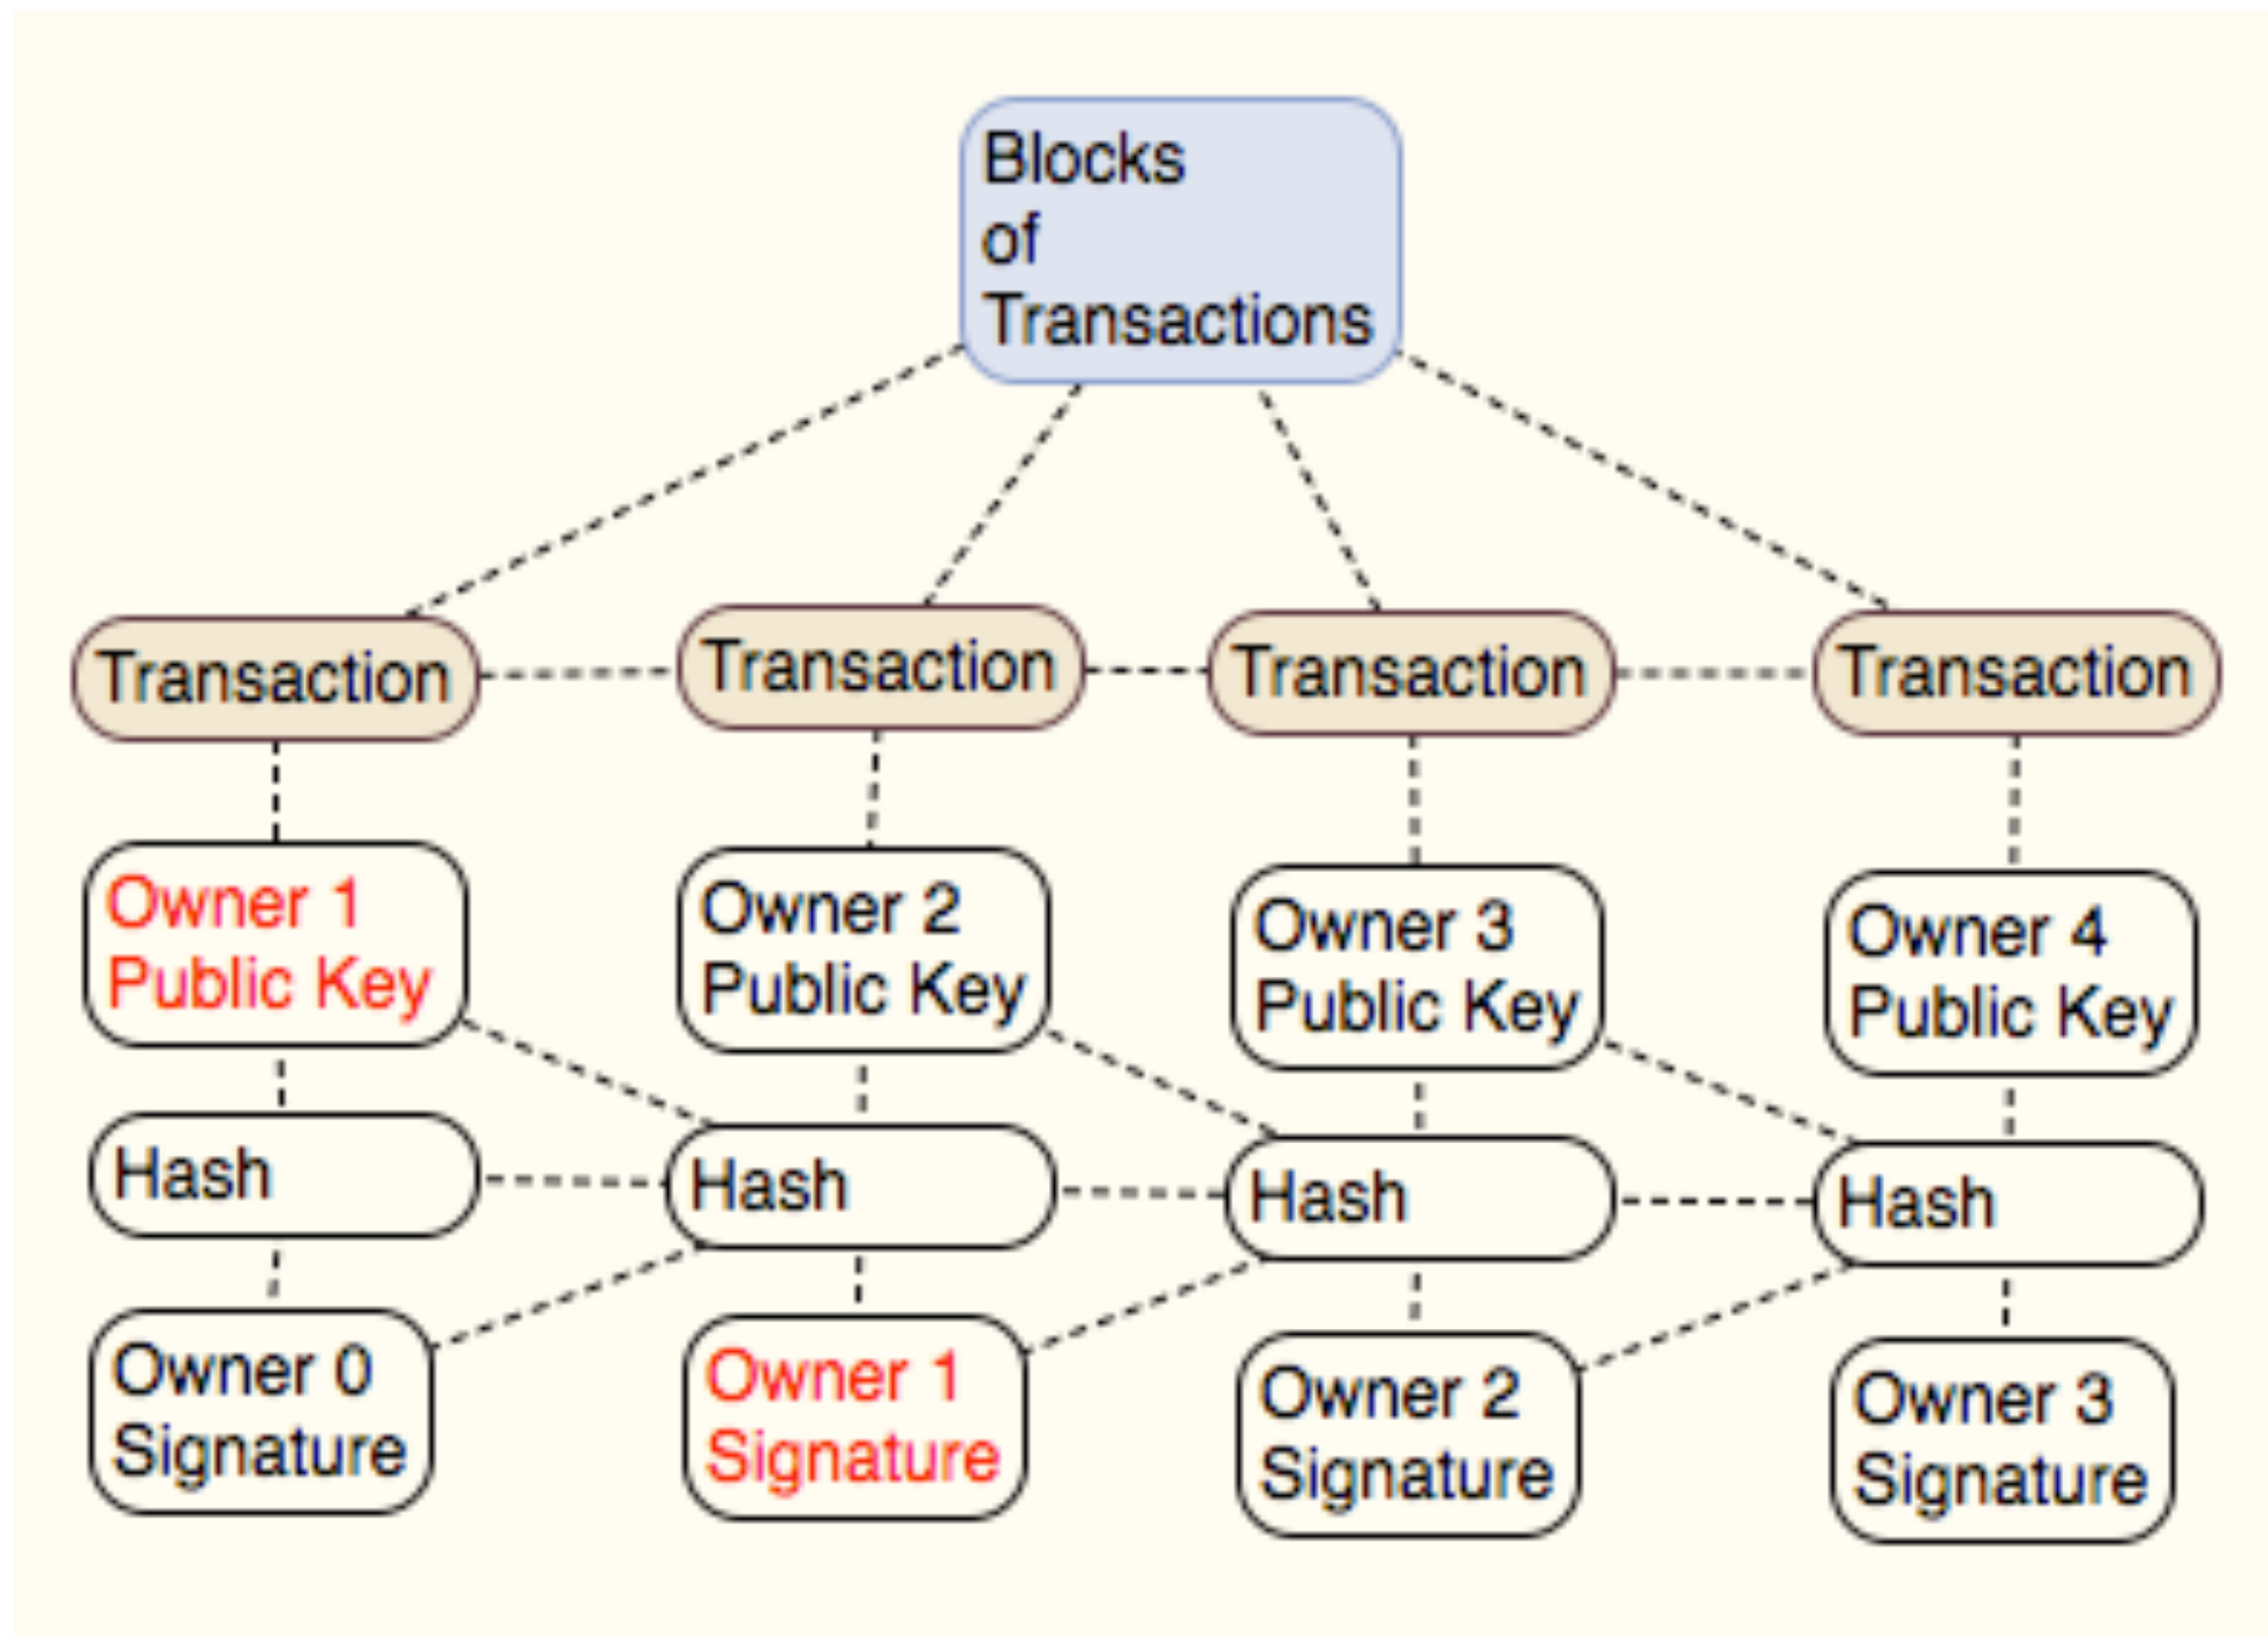 Blocks
of
Transactions
Transaction
Transaction
Transaction
Transaction
Owner 1
Public Key
Owner 2
Public Key
Owner 3
Public Key
Owner 4
Public Key
Hash
Hash
Hash
Hash
Owner 0
Signature
Owner 1
Signature
Owner 2
Signature
Owner 3
Signature